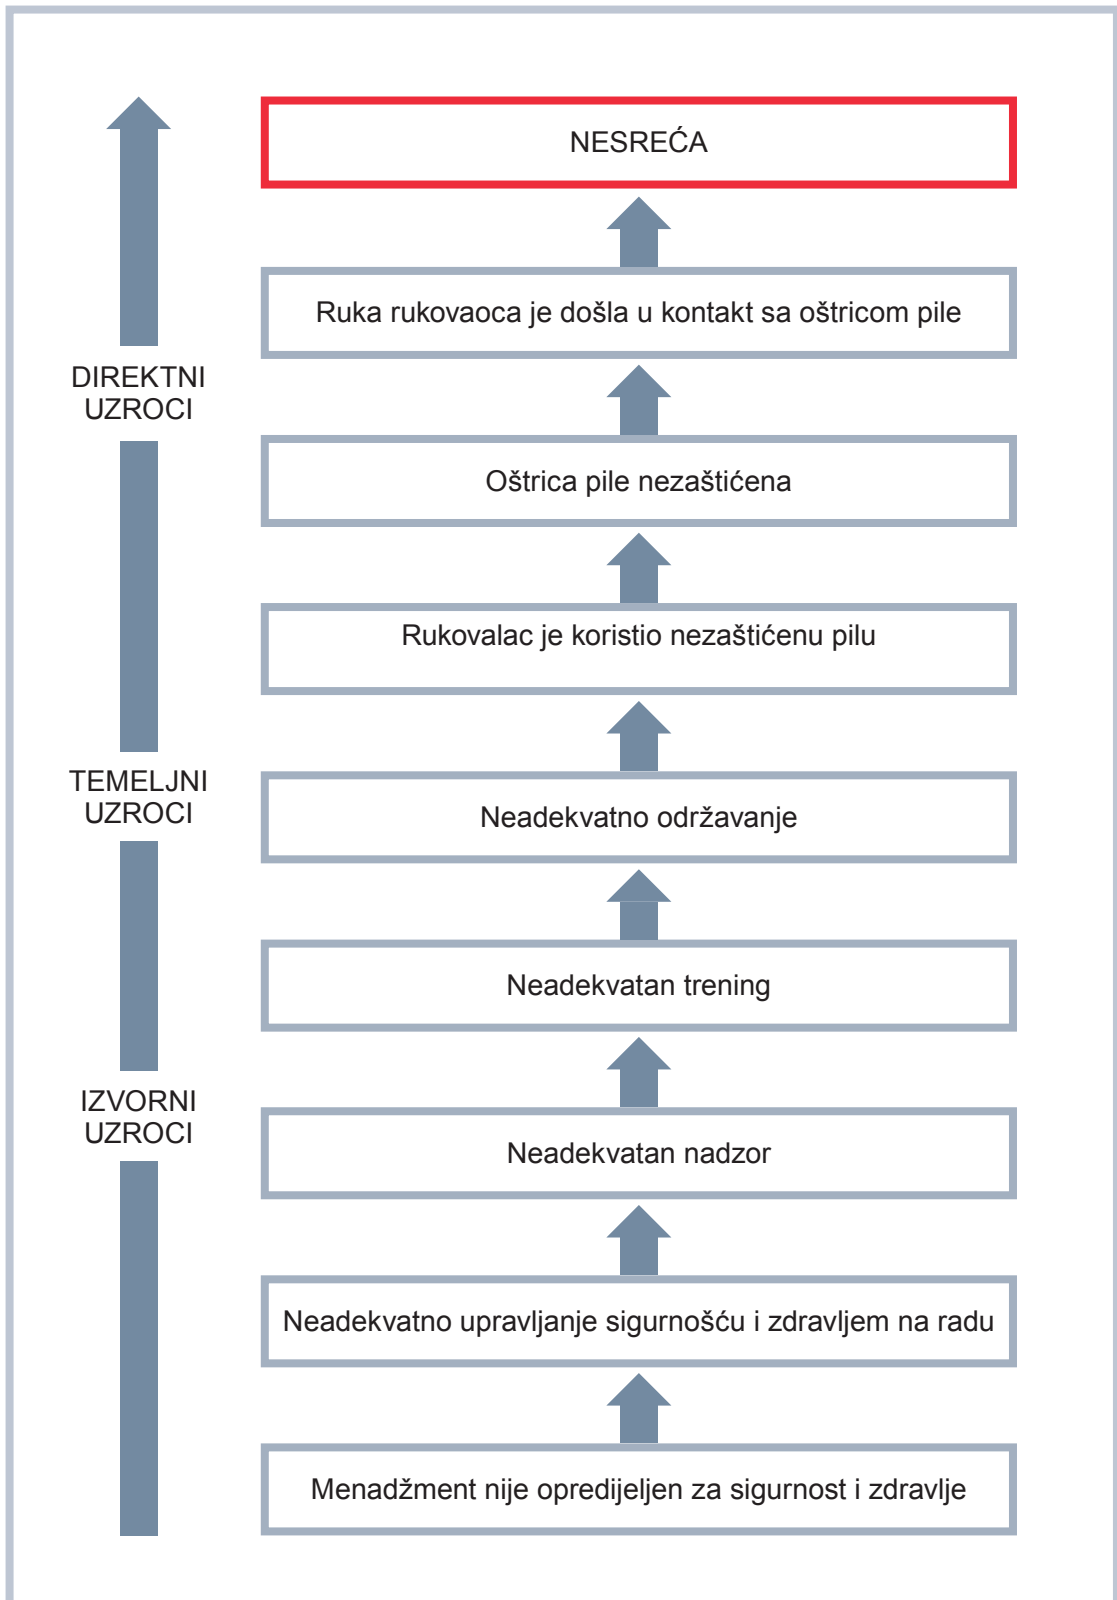 NESREĆA
Ruka rukovaoca je došla u kontakt sa oštricom pile
DIREKTNI
UZROCI
Oštrica pile nezaštićena
Rukovalac je koristio nezaštićenu pilu
TEMELJNI
UZROCI
Neadekvatno održavanje
Neadekvatan trening
IZVORNI
UZROCI
Neadekvatan nadzor
Neadekvatno upravljanje sigurnošću i zdravljem na radu
Menadžment nije opredijeljen za sigurnost i zdravlje